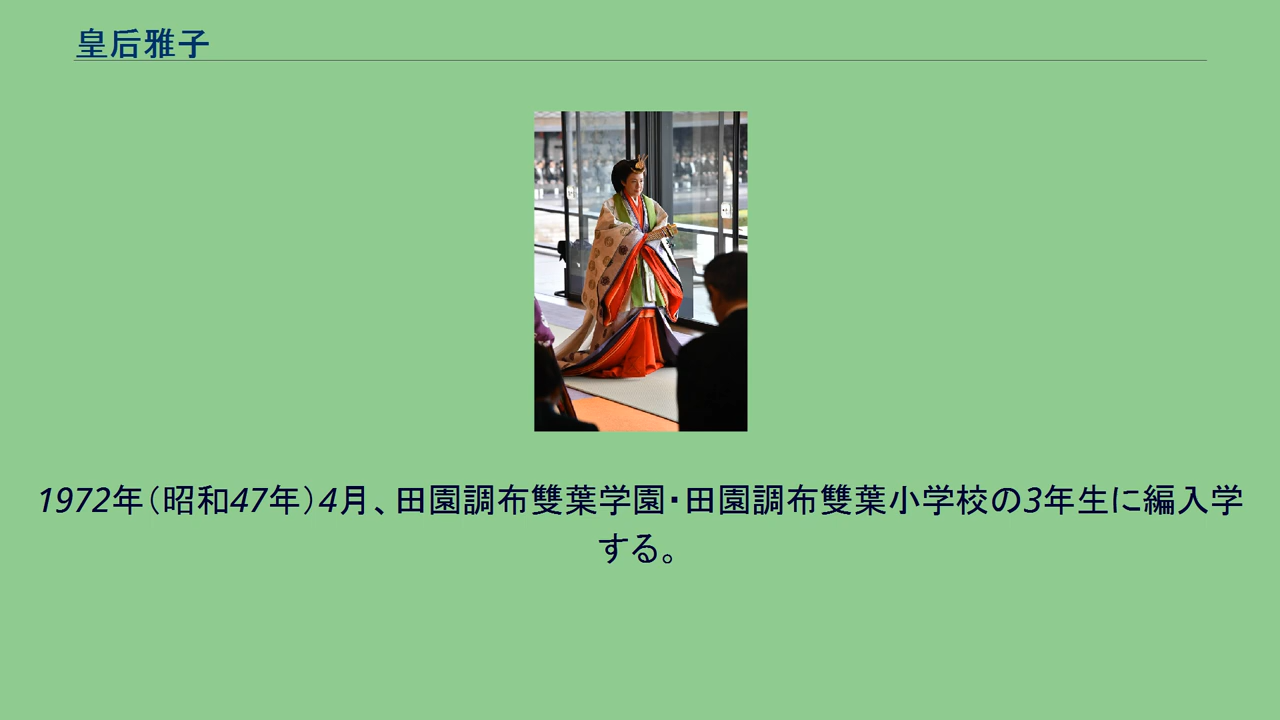 皇后雅子
1972年（昭和47年）4月、田園調布雙葉学園・田園調布雙葉小学校の3年生に編入学
する。